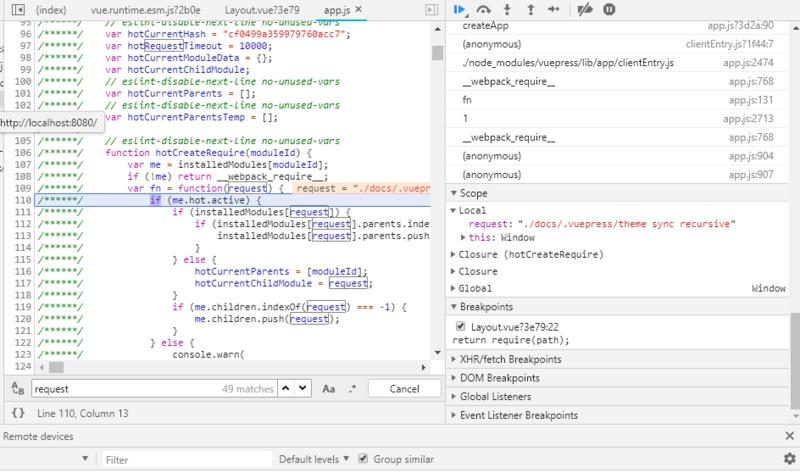 (index)
vue.runtime.esm.js?2b0e
Layout.vue?3e79
app.js ×
95 /******/ // eslint-disable-next-line no-unused-vars
96 /******/ var hotCurrentHash = "cf0499a359979760acc7";
97 /******/ var hotRequestTimeout = 10000;
98 /******/ var hotCurrentModuleData = {};
99 /******/ var hotCurrentChildModule;
100 /******/ // eslint-disable-next-line no-unused-vars
101 /******/ var hotCurrentParents = [];
102 /******/ // eslint-disable-next-line no-unused-vars
http://localhost:8080/ var hotCurrentParentsTemp = [];
105 /******/ // eslint-disable-next-line no-unused-vars
106 /******/ function hotCreateRequire(moduleId) {
107 /******/ var me = installedModules[moduleId];
108 /******/ if (!me) return __webpack_require__;
109 /******/ var fn = function(request) { request = "./docs/.vuepr
110 /******/ if (me.hot.active) {
111 /******/ if (installedModules[request]) {
112 /******/ if (installedModules[request].parents.inde
113 /******/ installedModules[request].parents.push
114 /******/ }
115 /******/ } else {
116 /******/ hotCurrentParents = [moduleId];
117 /******/ hotCurrentChildModule = request;
118 /******/ }
119 /******/ if (me.children.indexOf(request) === -1) {
120 /******/ me.children.push(request);
121 /******/ }
122 /******/ } else {
123 /******/ console.warn(
124
request
49 matches
Aa
.*
Cancel
{} Line 110, Column 13
createApp app.js?3d2a:90
(anonymous) clientEntry.js?1f44:7
./node_modules/vuepress/lib/app/clientEntry.js app.js:2474
__webpack_require__ app.js:768
fn app.js:131
1 app.js:2713
__webpack_require__ app.js:768
(anonymous) app.js:904
(anonymous) app.js:907
Scope
Local
request: "./docs/.vuepress/theme sync recursive"
this: Window
Closure (hotCreateRequire)
Closure
Global Window
Breakpoints
Layout.vue?3e79:22
return require(path);
XHR/fetch Breakpoints
DOM Breakpoints
Global Listeners
Event Listener Breakpoints
Remote devices
Filter
Default levels
Group similar